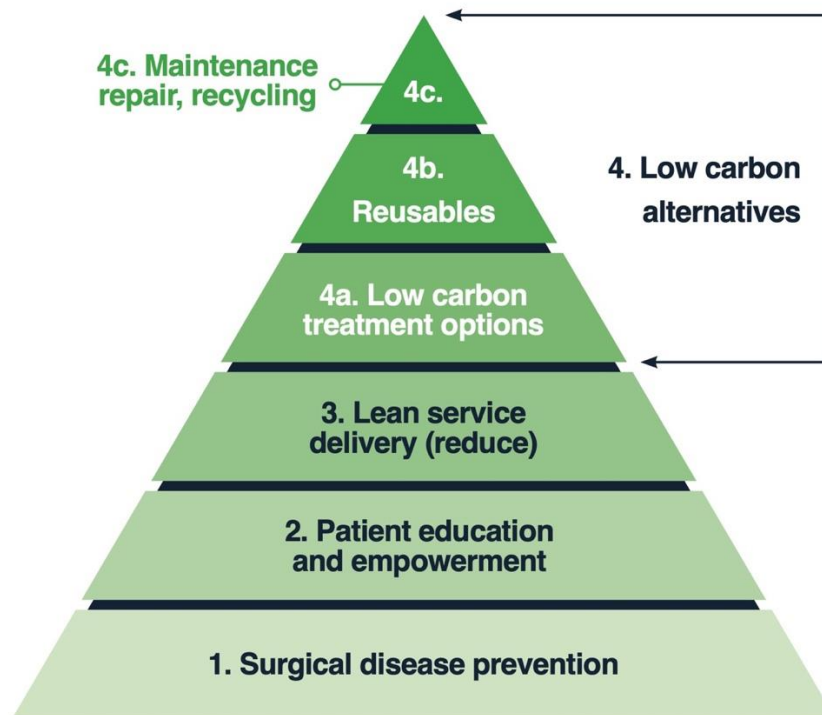 4c. Maintenance
repair, recycling
4c.
4b.
Reusables
4. Low carbon
alternatives
4a. Low carbon
treatment options
3. Lean service
delivery (reduce)
2. Patient education
and empowerment
1. Surgical disease prevention